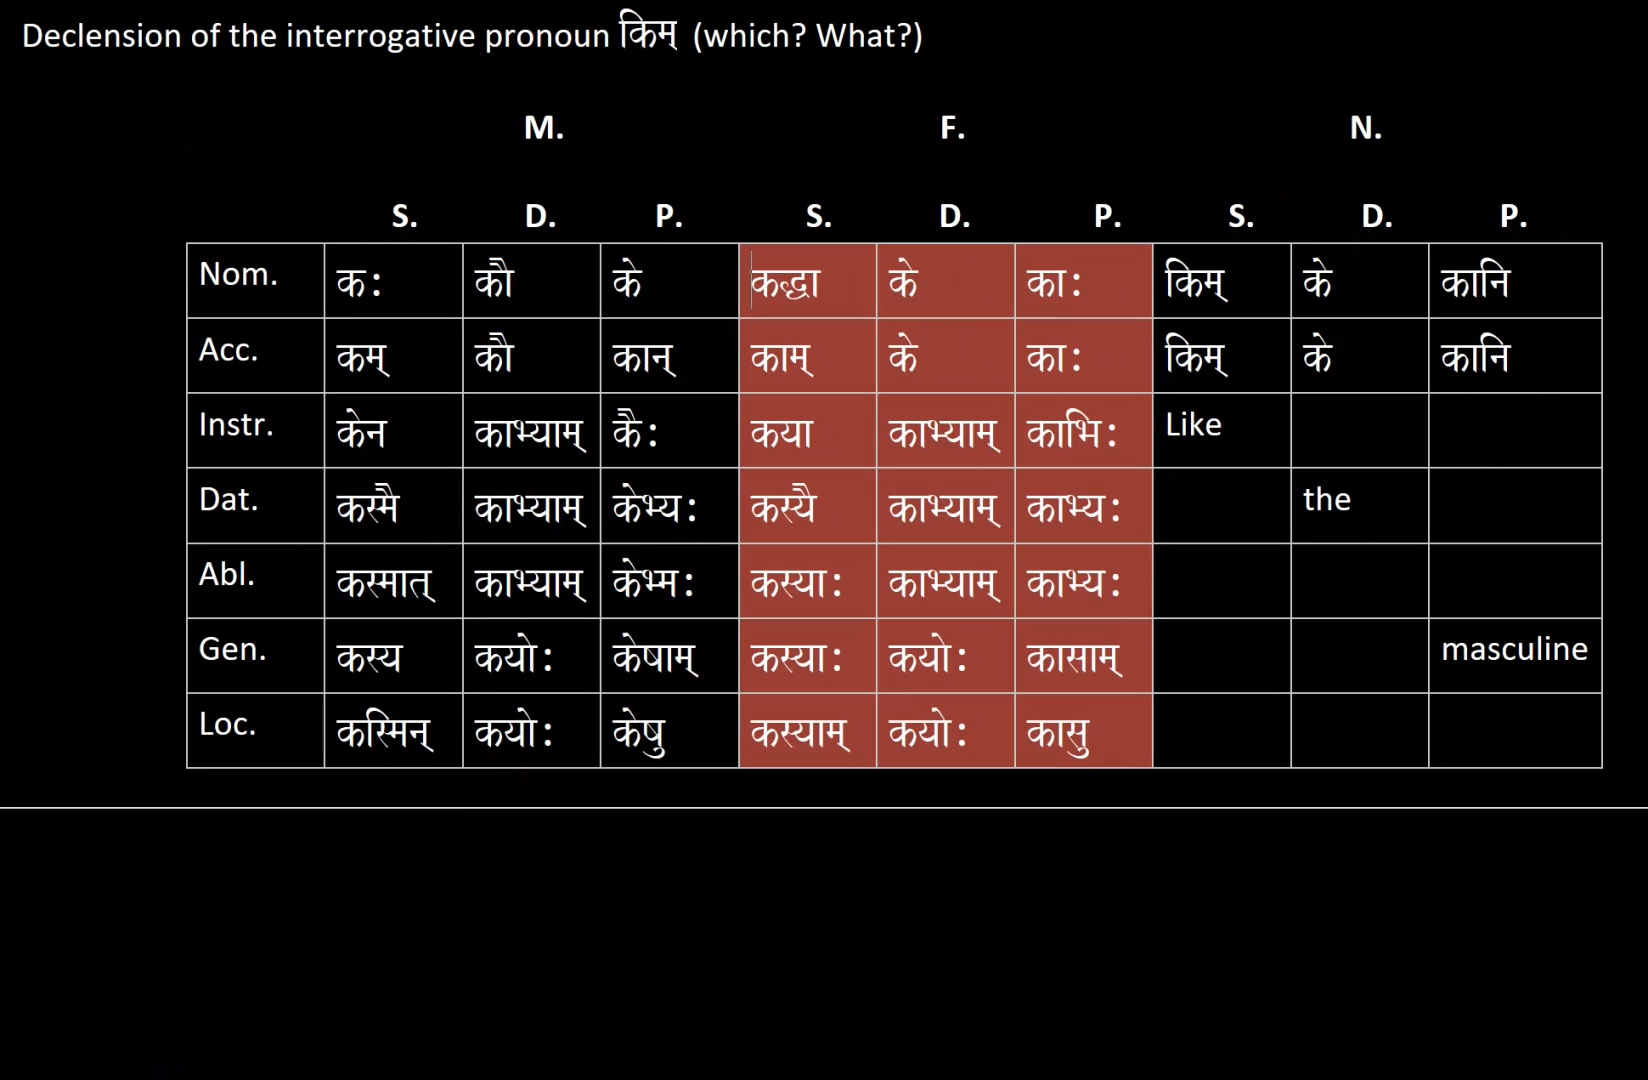 Declension of the interrogative pronoun किम् (which? What?)
M. F. N.
S. D. P. S. D. P. S. D. P.
Nom. कः कौ के कद्धा के काः किम् के कानि
Acc. कम् कौ कान् काम् के काः किम् के कानि
Instr. केन काभ्याम् कैः कया काभ्याम् काभिः Like
Dat. कस्मै काभ्याम् केभ्यः कस्यै काभ्याम् काभ्यः the
Abl. कस्मात् काभ्याम् केभ्मः कस्याः काभ्याम् काभ्यः
Gen. कस्य कयोः केषाम् कस्याः कयोः कासाम् masculine
Loc. कस्मिन् कयोः केषु कस्याम् कयोः कासु